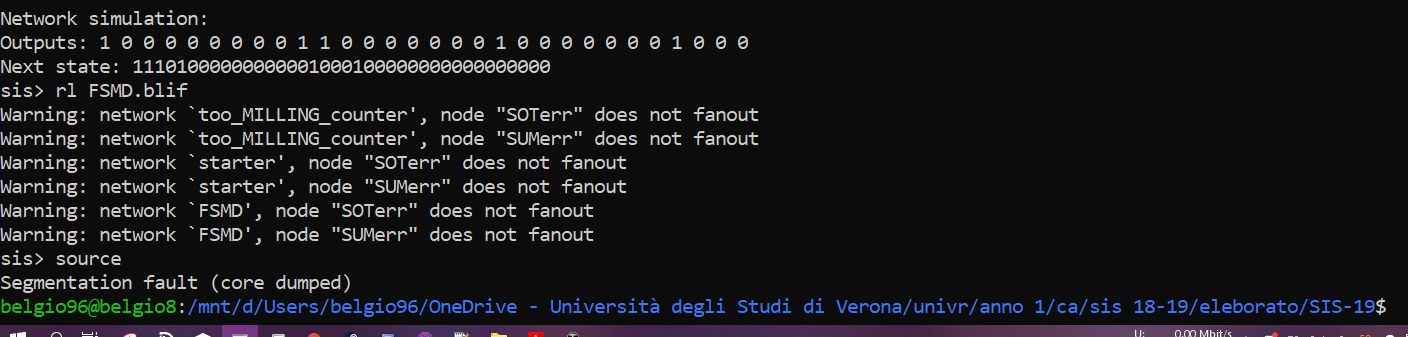 Network simulation:
Outputs: 1 0 0 0 0 0 0 0 0 1 1 0 0 0 0 0 0 0 1 0 0 0 0 0 0 0 1 0 0 0
Next state: 11101000000000010001000000000000000000
sis> rl FSMD.blif
Warning: network `too_MILLING_counter', node "SOTerr" does not fanout
Warning: network `too_MILLING_counter', node "SUMerr" does not fanout
Warning: network `starter', node "SOTerr" does not fanout
Warning: network `starter', node "SUMerr" does not fanout
Warning: network `FSMD', node "SOTerr" does not fanout
Warning: network `FSMD', node "SUMerr" does not fanout
sis> source
Segmentation fault (core dumped)
belgio96@belgio8:/mnt/d/Users/belgio96/OneDrive - Università degli Studi di Verona/univr/anno 1/ca/sis 18-19/eleborato/SIS-19$
U: 0,00 Mbit/s